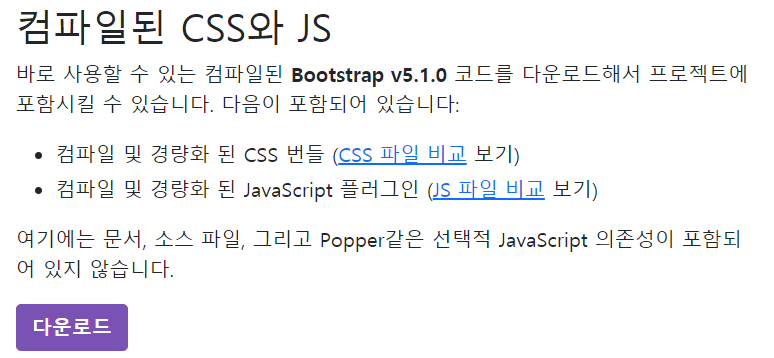 컴파일된 CSS와 JS
바로 사용할 수 있는 컴파일된 Bootstrap v5.1.0 코드를 다운로드해서 프로젝트에
포함시킬 수 있습니다. 다음이 포함되어 있습니다:
• 컴파일 및 경량화 된 CSS 번들 (CSS 파일 비교 보기)
• 컴파일 및 경량화 된 JavaScript 플러그인 (JS 파일 비교 보기)
여기에는 문서, 소스 파일, 그리고 Popper같은 선택적 JavaScript 의존성이 포함되
어 있지 않습니다.
다운로드